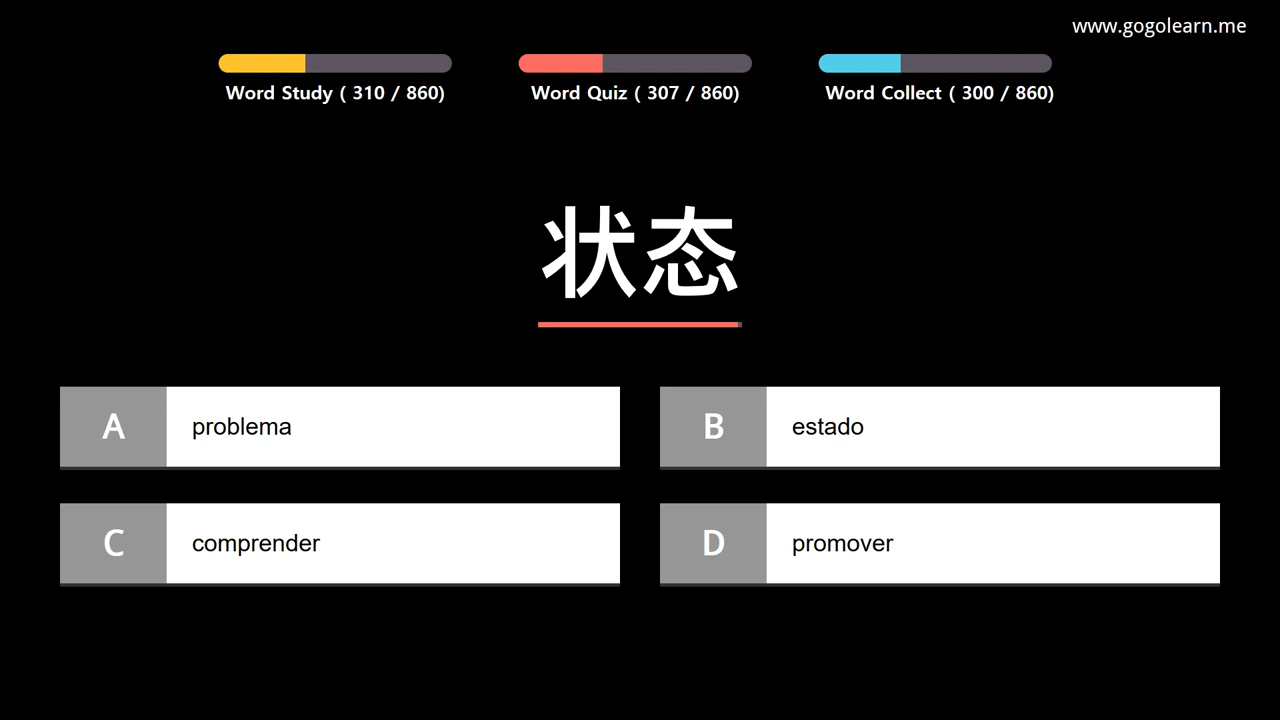 www.gogolearn.me
Word Study ( 310 / 860)
Word Quiz ( 307 / 860)
Word Collect ( 300 / 860)
状态
A problema
B estado
C comprender
D promover